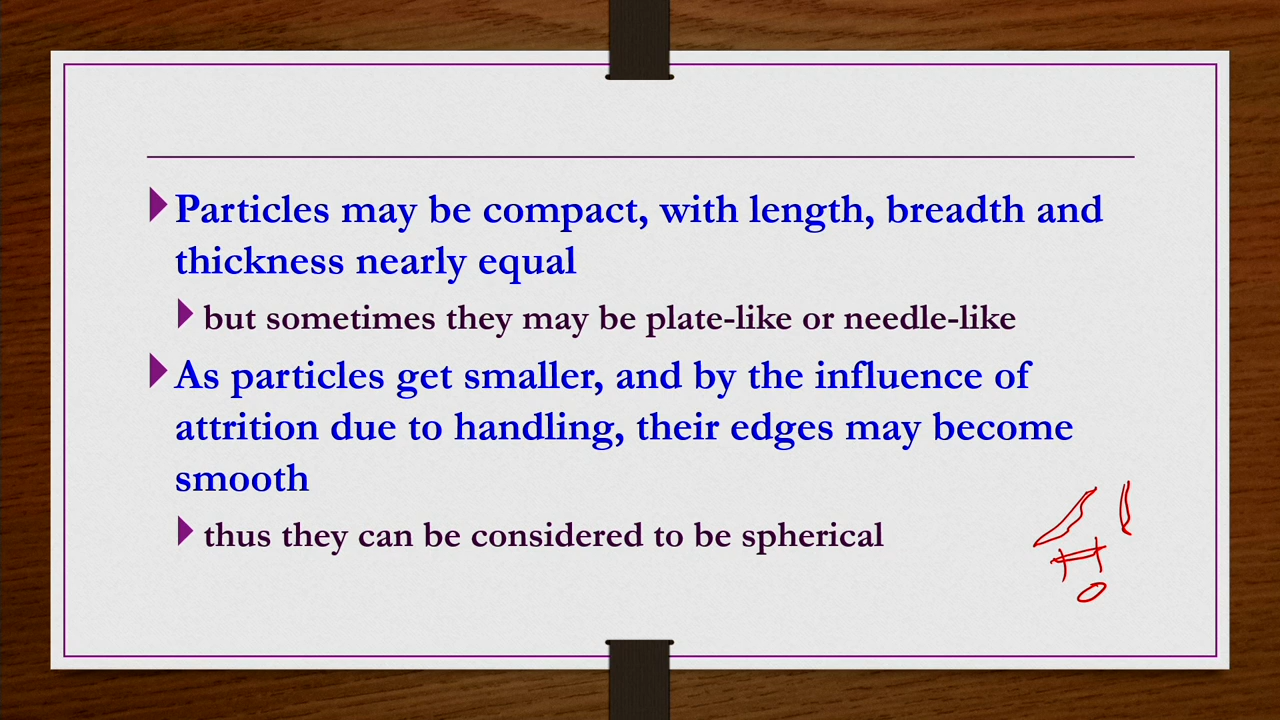 Particles may be compact, with length, breadth and
thickness nearly equal
but sometimes they may be plate-like or needle-like
As particles get smaller, and by the influence of
attrition due to handling, their edges may become
smooth
thus they can be considered to be spherical